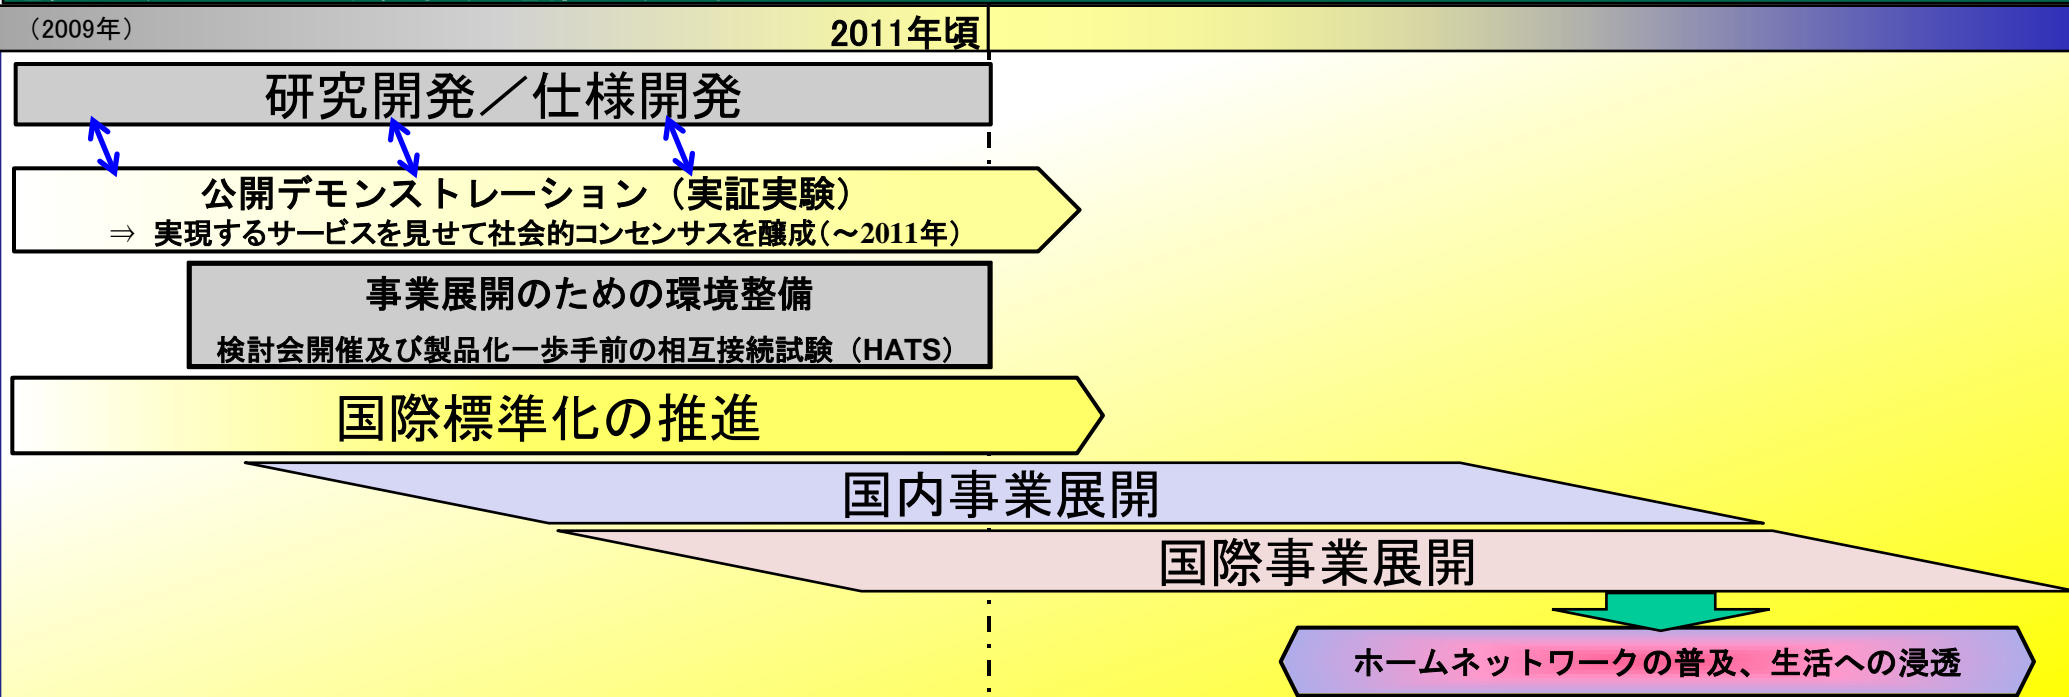 （2009年）
2011年頃
研究開発／仕様開発
公開デモンストレーション（実証実験）
⇒ 実現するサービスを見せて社会的コンセンサスを醸成（～2011年）
事業展開のための環境整備
検討会開催及び製品化一歩手前の相互接続試験（HATS）
国際標準化の推進
国内事業展開
国際事業展開
ホームネットワークの普及、生活への浸透